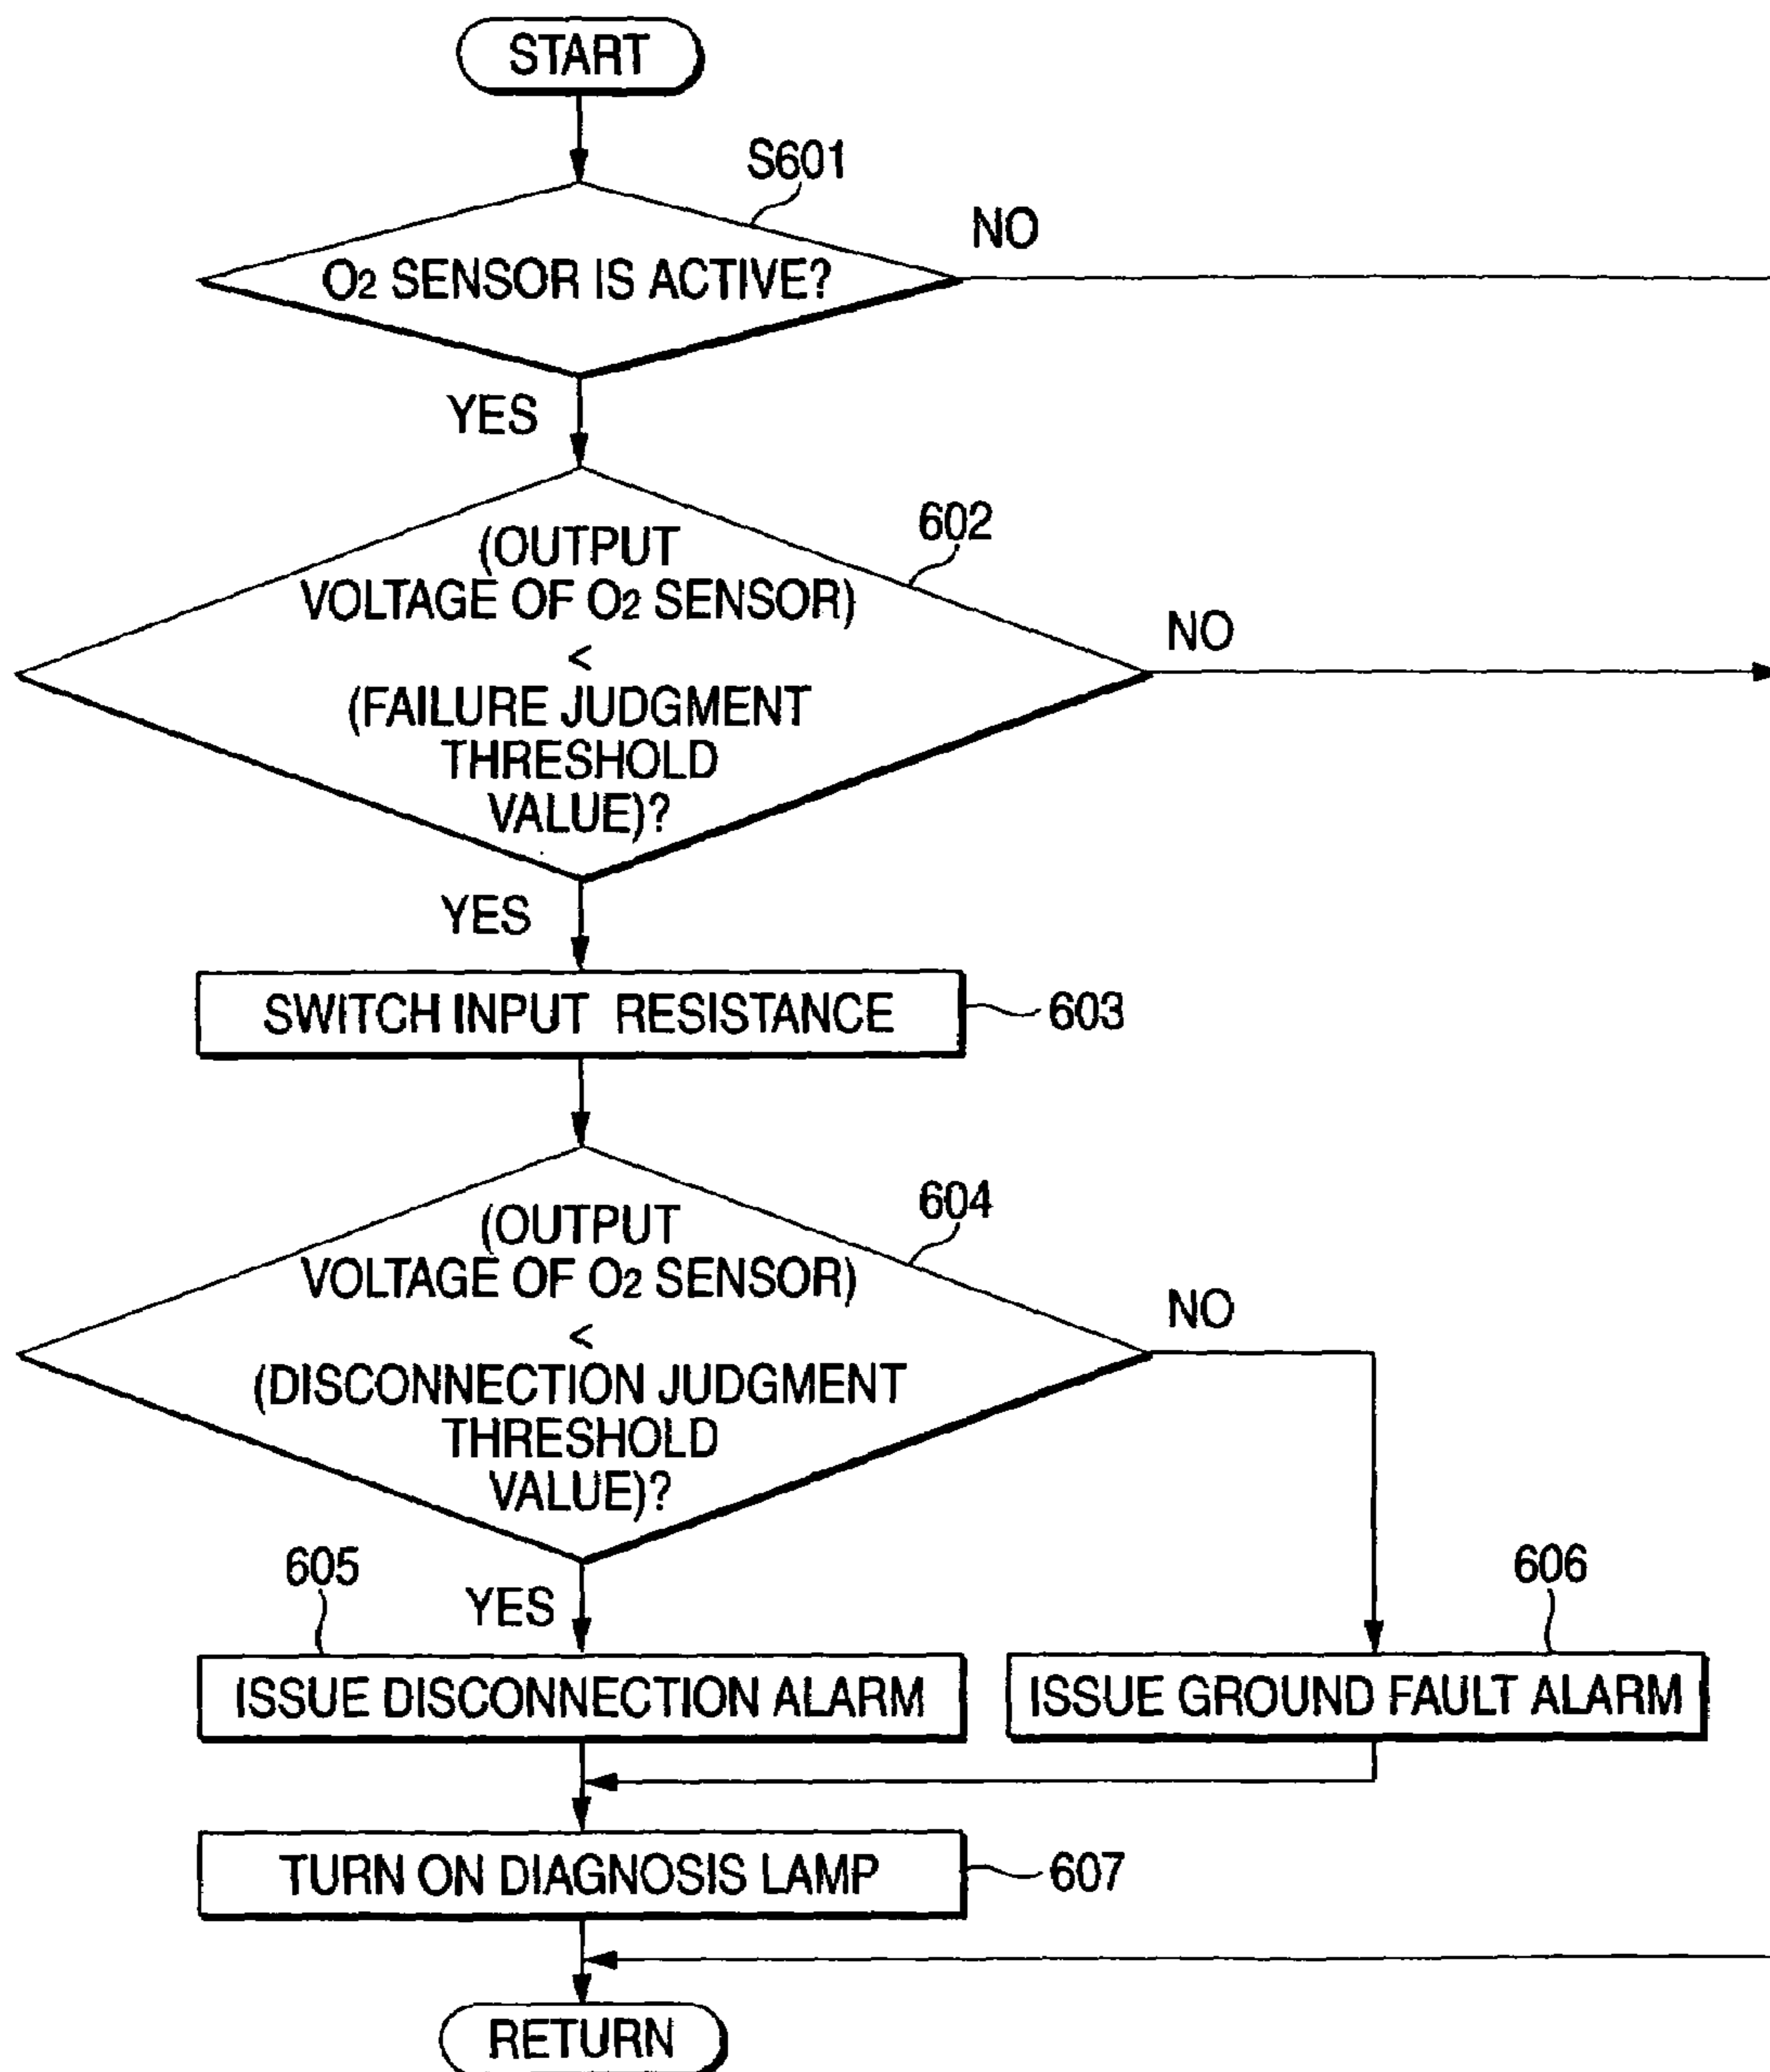 START
S601
NO
O2 SENSOR IS ACTIVE?
YES
602
(OUTPUT
VOLTAGE OF O2 SENSOR)
<
(FAILURE JUDGMENT
THRESHOLD
VALUE)?
NO
YES
SWITCH INPUT RESISTANCE
603
604
(OUTPUT
VOLTAGE OF O2 SENSOR)
<
(DISCONNECTION JUDGMENT
THRESHOLD
VALUE)?
NO
605
YES
606
ISSUE DISCONNECTION ALARM
ISSUE GROUND FAULT ALARM
TURN ON DIAGNOSIS LAMP
607
RETURN